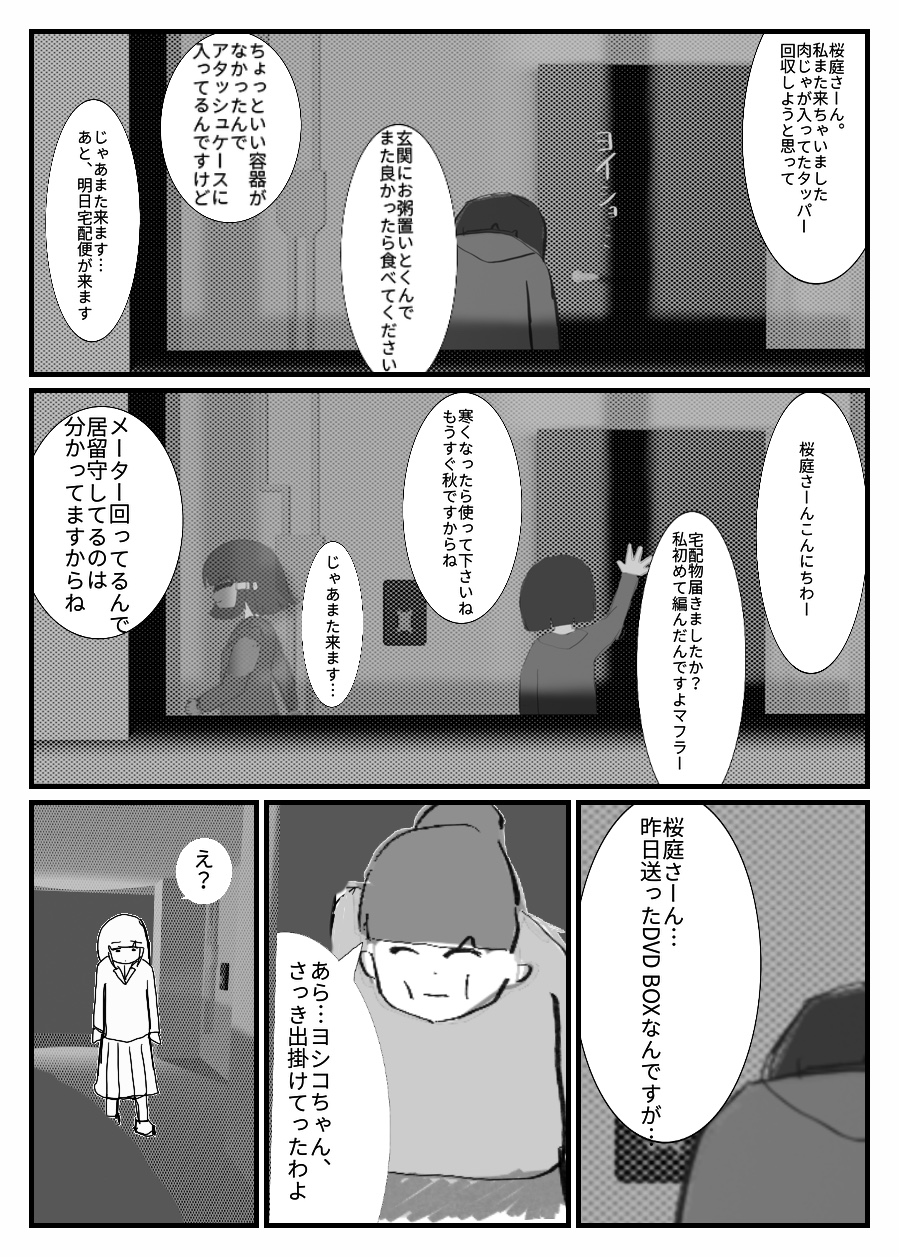 桜庭さーん。
私また来ちゃいました
肉じゃが入ってたタッパー
回収しようと思って
ヨイショ…
玄関にお粥置いとくんで
また良かったら食べてください
ちょっといい容器が
なかったんで
アタッシュケースに
入ってるんですけど
じゃあまた来ます…
あと、明日宅配便が来ます
桜庭さーんこんにちわー
宅配物届きましたか?
私初めて編んだんですよマフラー
寒くなったら使って下さいね
もうすぐ秋ですからね
じゃあまた来ます…
メーター回ってるんで
居留守してるのは
分かってますからね
桜庭さーん…
昨日送ったDVD BOXなんですが…
あら…ヨシコちゃん、
さっき出掛けてったわよ
え?